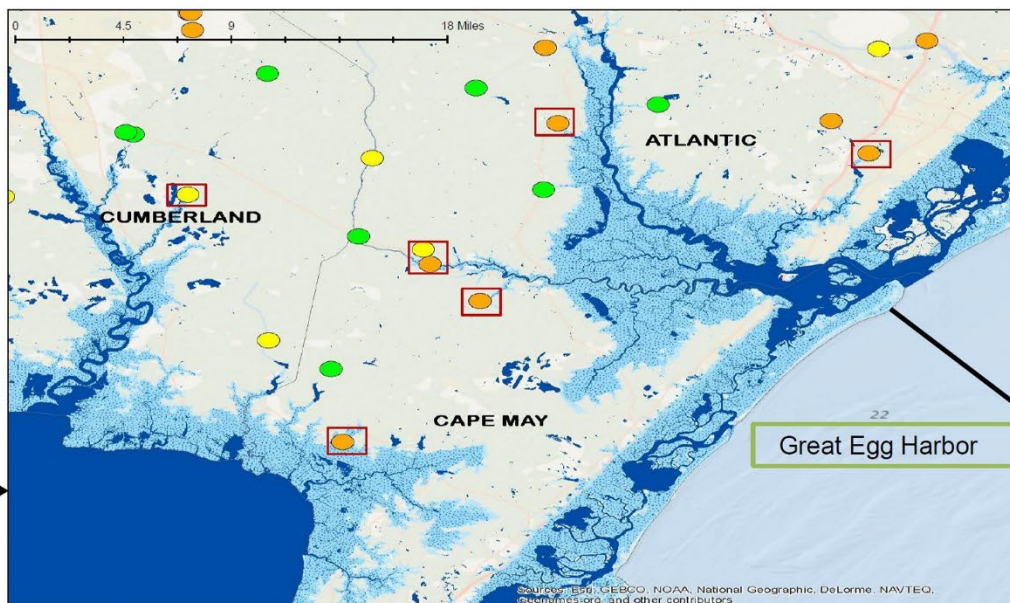 0 4.5 9 18 Miles
ATLANTIC
CUMBERLAND
CAPE MAY
22
Great Egg Harbor
Sources: Esri, GEBCO, NOAA, National Geographic, DeLorme, NAVTEQ,
Geonames.org, and other contributors